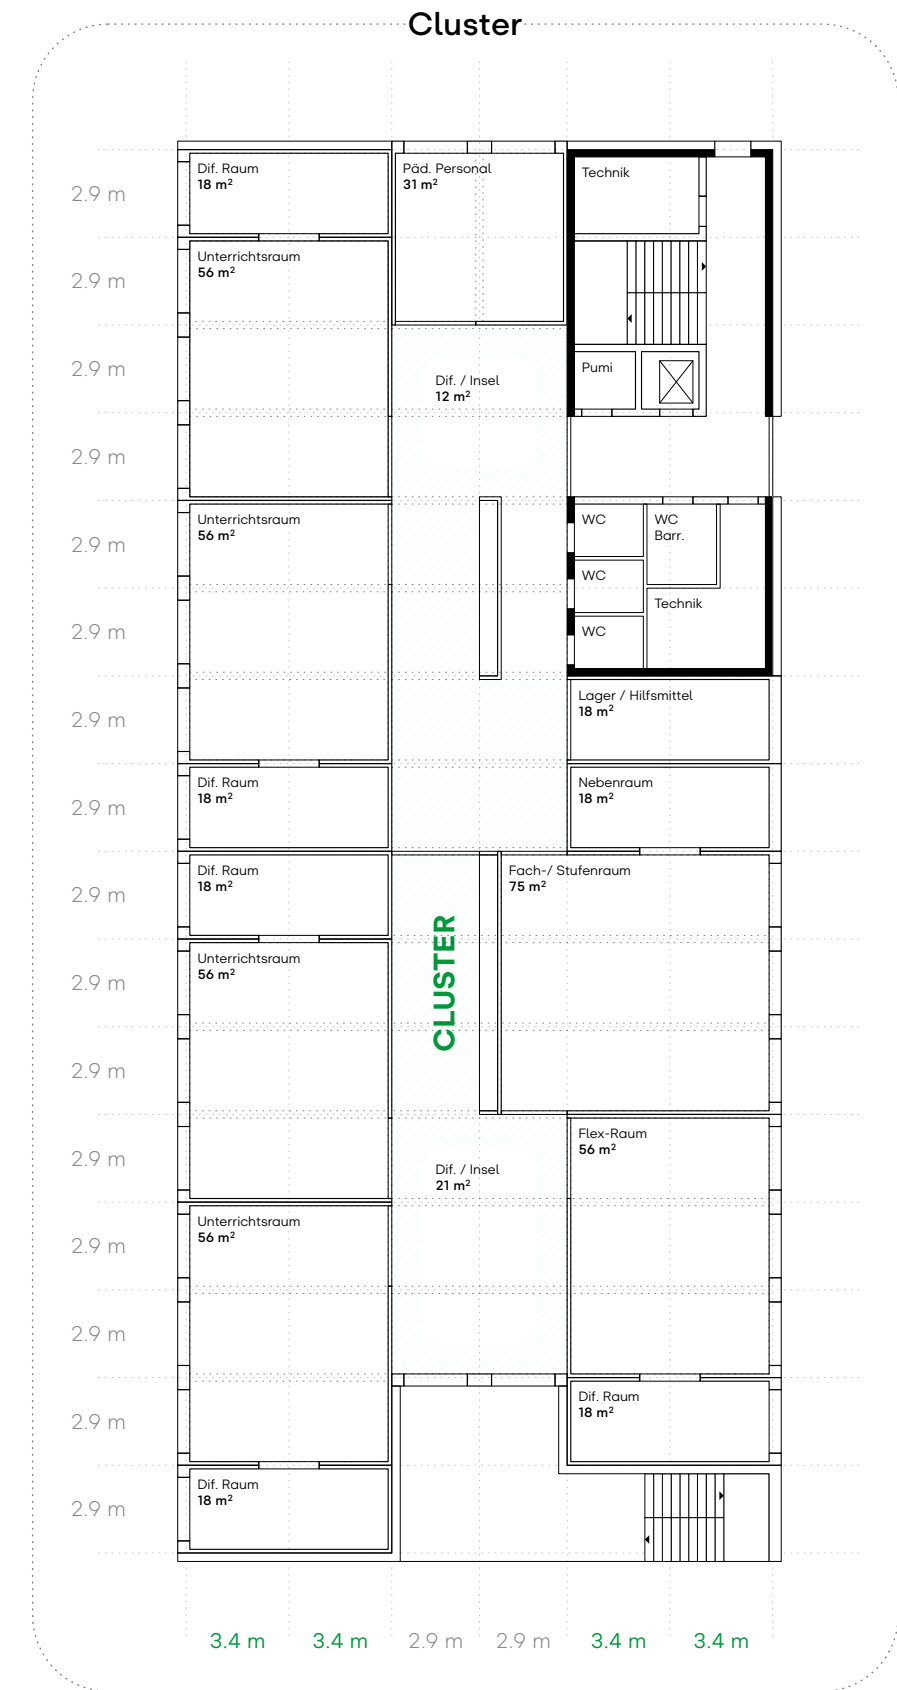 Cluster
2.9 m
Dif. Raum
18 m²
Päd. Personal
31 m²
Technik
2.9 m
Unterrichtsraum
56 m²
2.9 m
Dif. / Insel
12 m²
Pumi
2.9 m
2.9 m
Unterrichtsraum
56 m²
WC
WC
Barr.
WC
Technik
2.9 m
WC
2.9 m
Lager / Hilfsmittel
18 m²
2.9 m
Dif. Raum
18 m²
Nebenraum
18 m²
2.9 m
Dif. Raum
18 m²
Fach-/ Stufenraum
75 m²
2.9 m
Unterrichtsraum
56 m²
CLUSTER
2.9 m
2.9 m
Flex-Raum
56 m²
Dif. / Insel
21 m²
2.9 m
Unterrichtsraum
56 m²
2.9 m
2.9 m
Dif. Raum
18 m²
2.9 m
Dif. Raum
18 m²
3.4 m
3.4 m
2.9 m
2.9 m
3.4 m
3.4 m